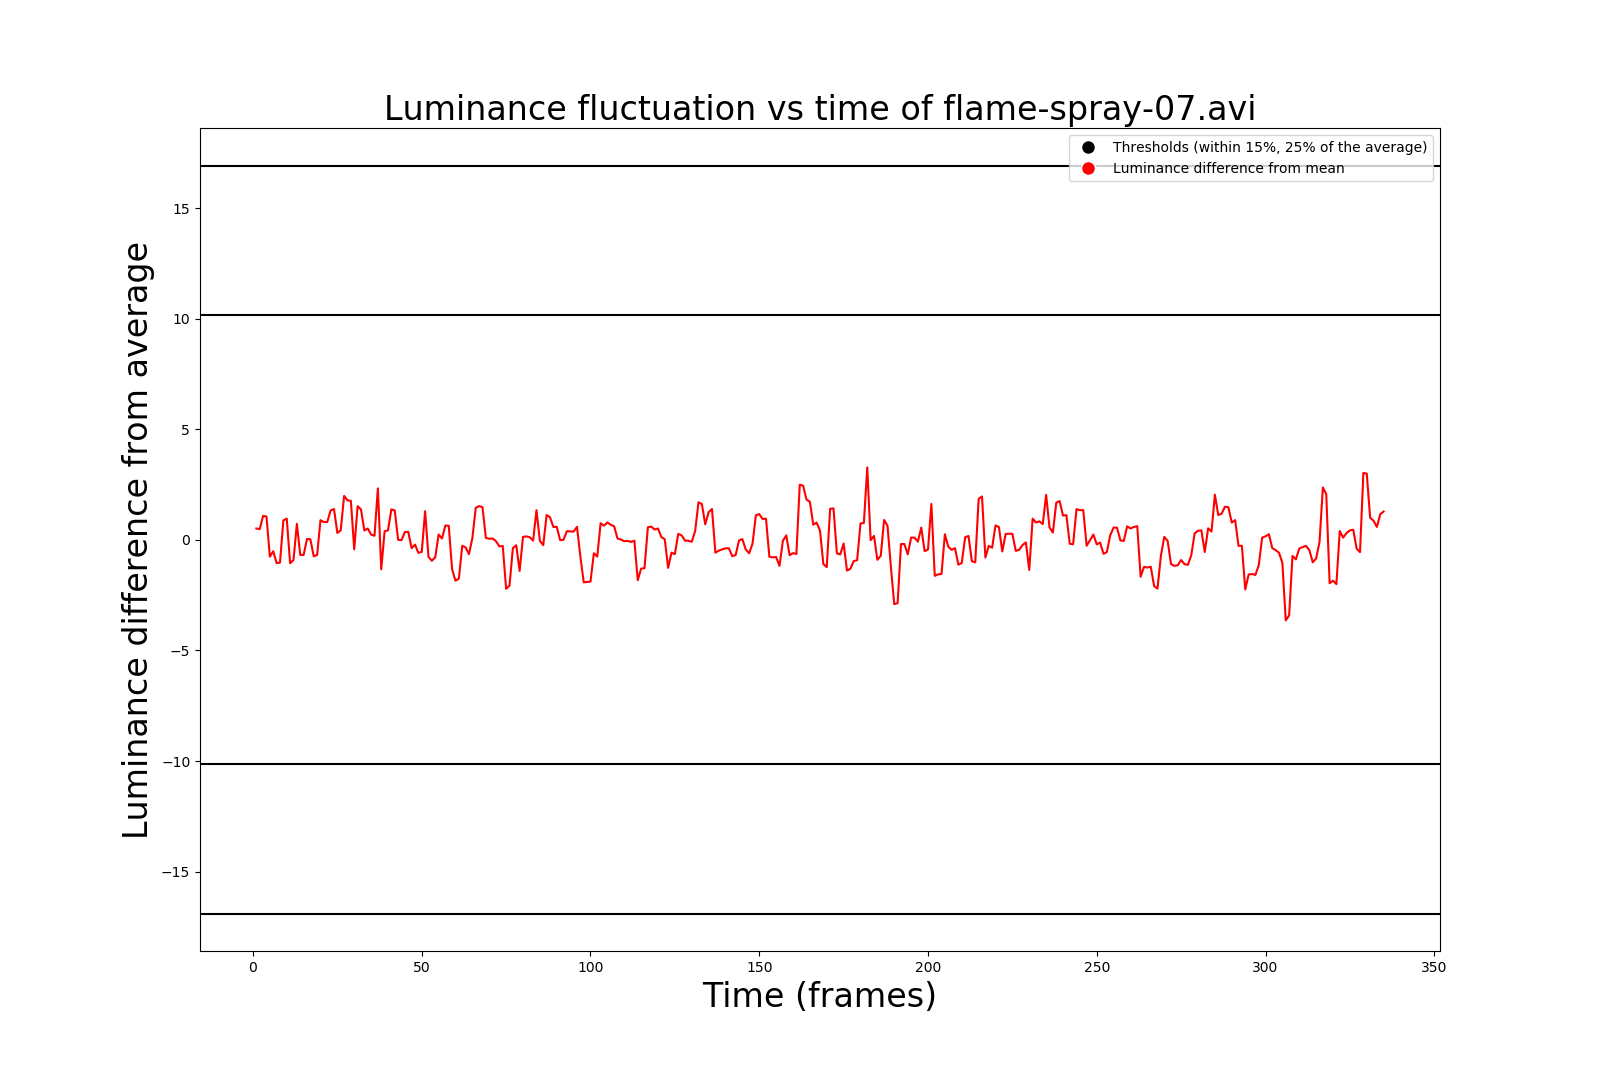 Luminance fluctuation vs time of flame-spray-07.avi
Thresholds (within 15%, 25% of the average)
Luminance difference from mean
Luminance difference from average
15
10
5
0
−5
−10
−15
0 50 100 150 200 250 300 350
Time (frames)